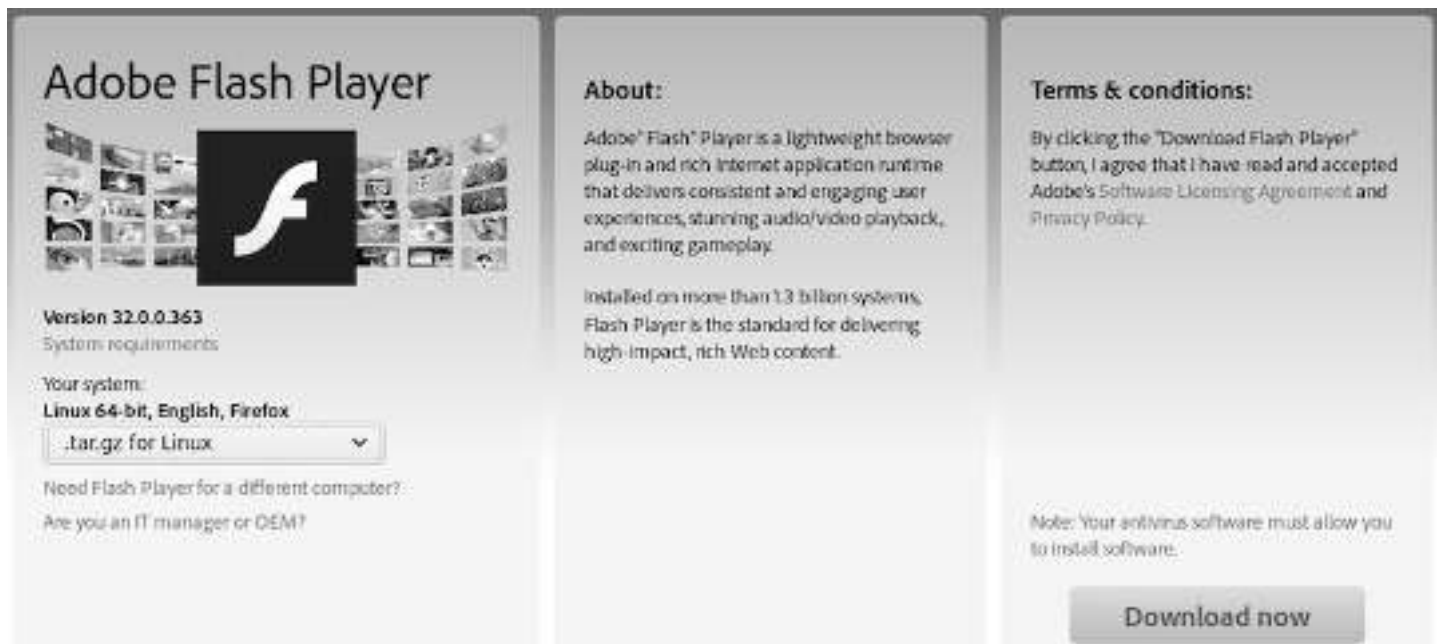 Adobe Flash Player
Version 32.0.0.363
System requirements
Your system:
Linux 64-bit, English, Firefox
.tar.gz for Linux
Need Flash Player for a different computer?
Are you an IT manager or OEM?
About:
Adobe® Flash® Player is a lightweight browser
plug-in and rich Internet application runtime
that delivers consistent and engaging user
experiences, stunning audio/video playback,
and exciting gameplay.
Installed on more than 1.3 billion systems,
Flash Player is the standard for delivering
high-impact, rich Web content.
Terms & conditions:
By clicking the "Download Flash Player"
button, I agree that I have read and accepted
Adobe's Software Licensing Agreement and
Privacy Policy.
Note: Your antivirus software must allow you
to install software.
Download now